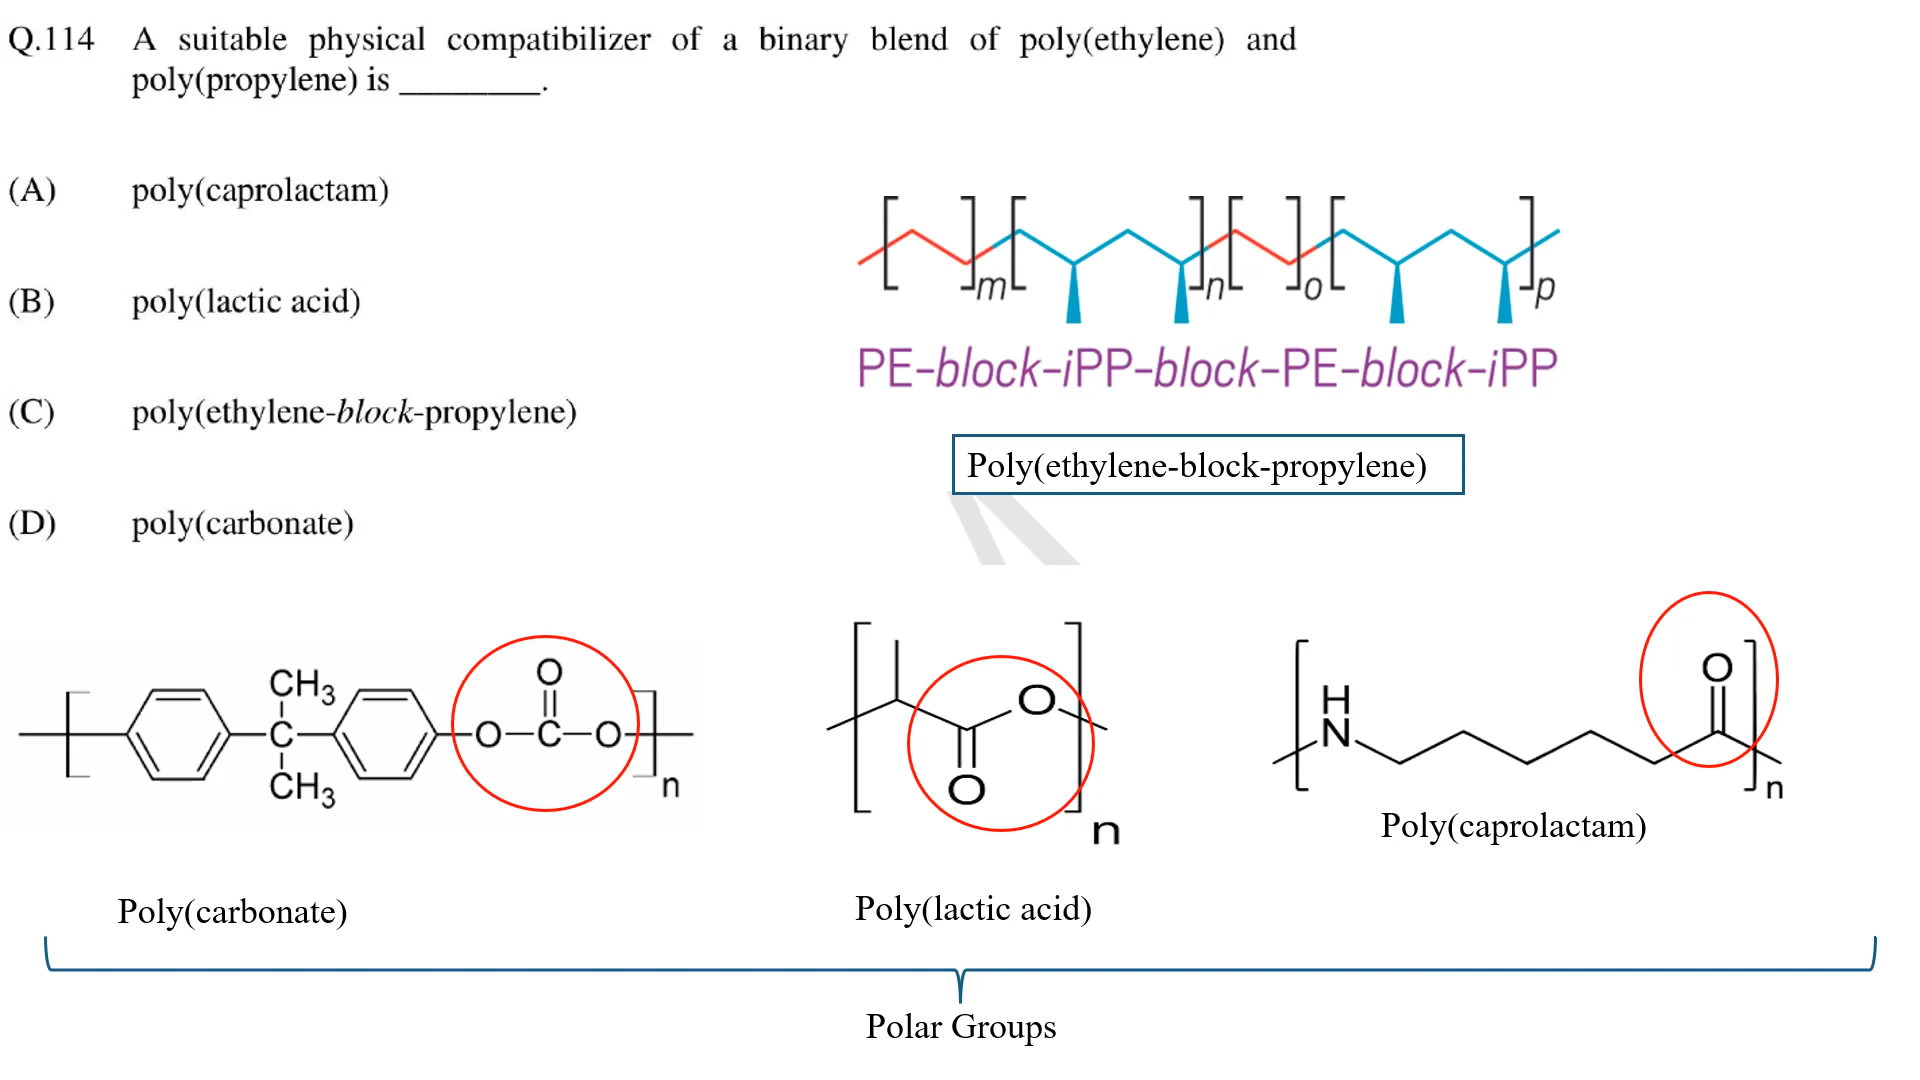 Q.114 A suitable physical compatibilizer of a binary blend of poly(ethylene) and
poly(propylene) is ________.
(A) poly(caprolactam)
(B) poly(lactic acid)
(C) poly(ethylene-block-propylene)
(D) poly(carbonate)
m n o p
PE–block–iPP–block–PE–block–iPP
Poly(ethylene-block-propylene)
CH3
C
CH3
O
O–C–O
n
Poly(carbonate)
O
O
n
Poly(lactic acid)
H
N
O
n
Poly(caprolactam)
Polar Groups